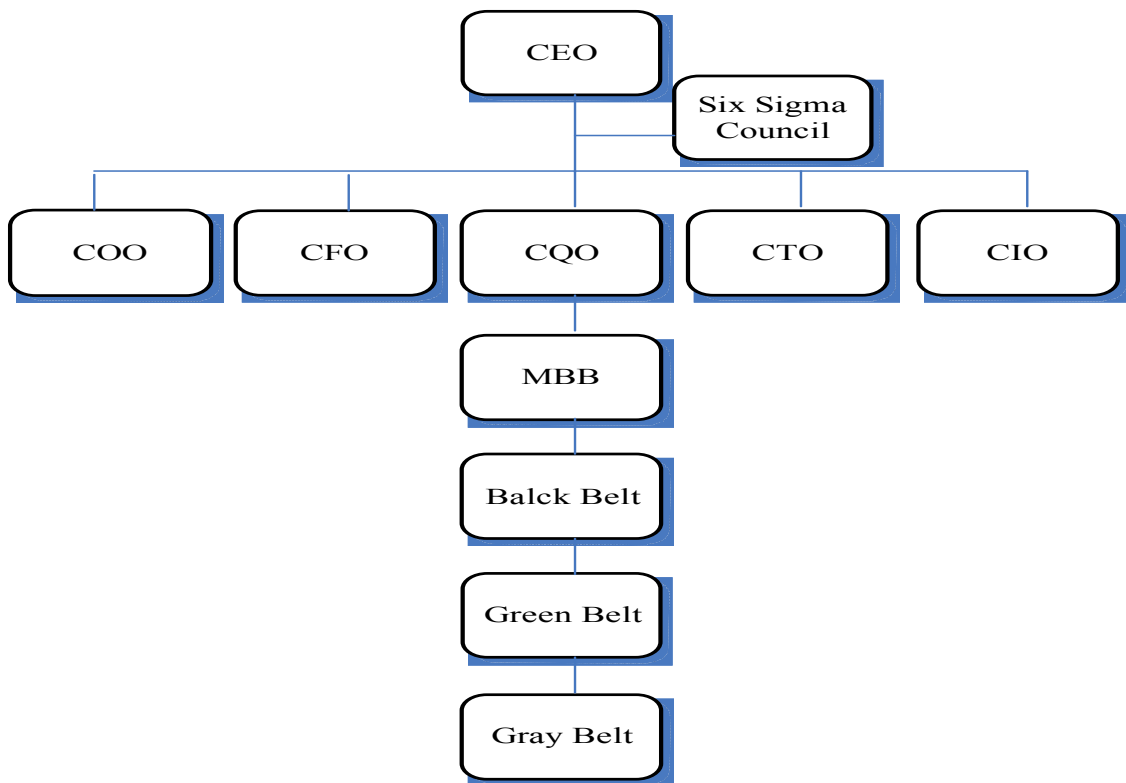 CEO
Six Sigma
Council
COO
CFO
CQO
CTO
CIO
MBB
Balck Belt
Green Belt
Gray Belt